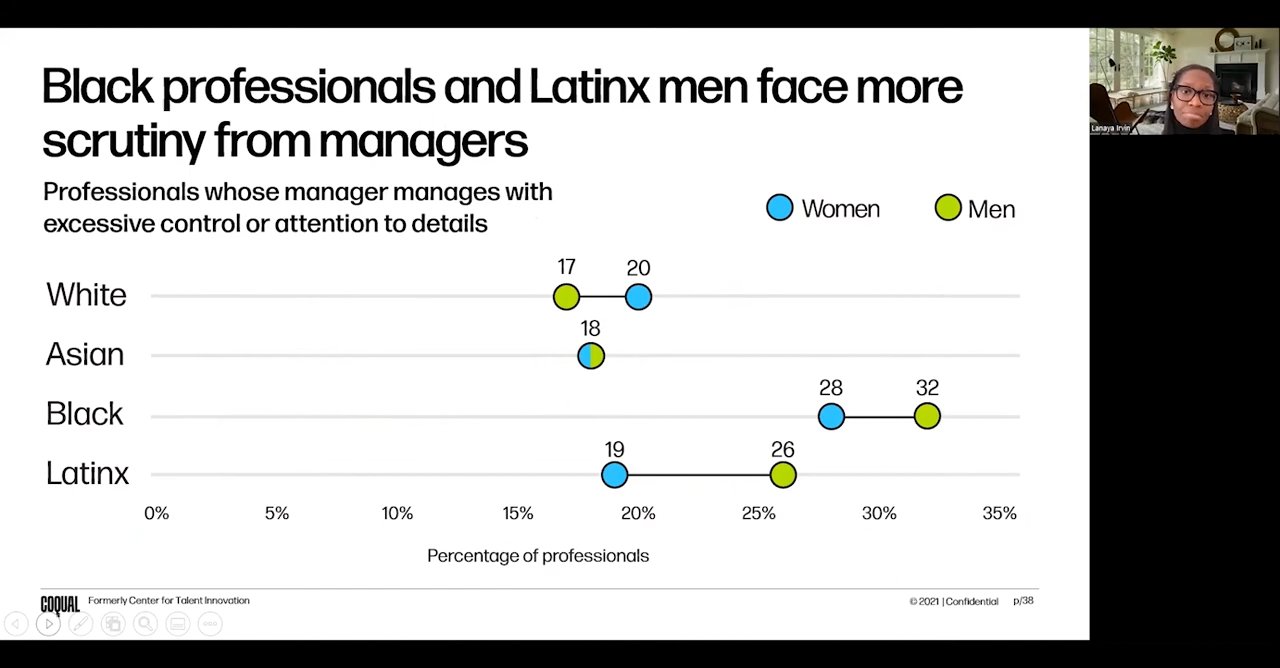 Black professionals and Latinx men face more
scrutiny from managers
Professionals whose manager manages with
excessive control or attention to details
Women
Men
17
20
White
18
Asian
28
32
Black
19
26
Latinx
0%
5%
10%
15%
20%
25%
30%
35%
Percentage of professionals
COQUAL
Formerly Center for Talent Innovation
© 2021 | Confidential
p/38
Lanaya Irvin